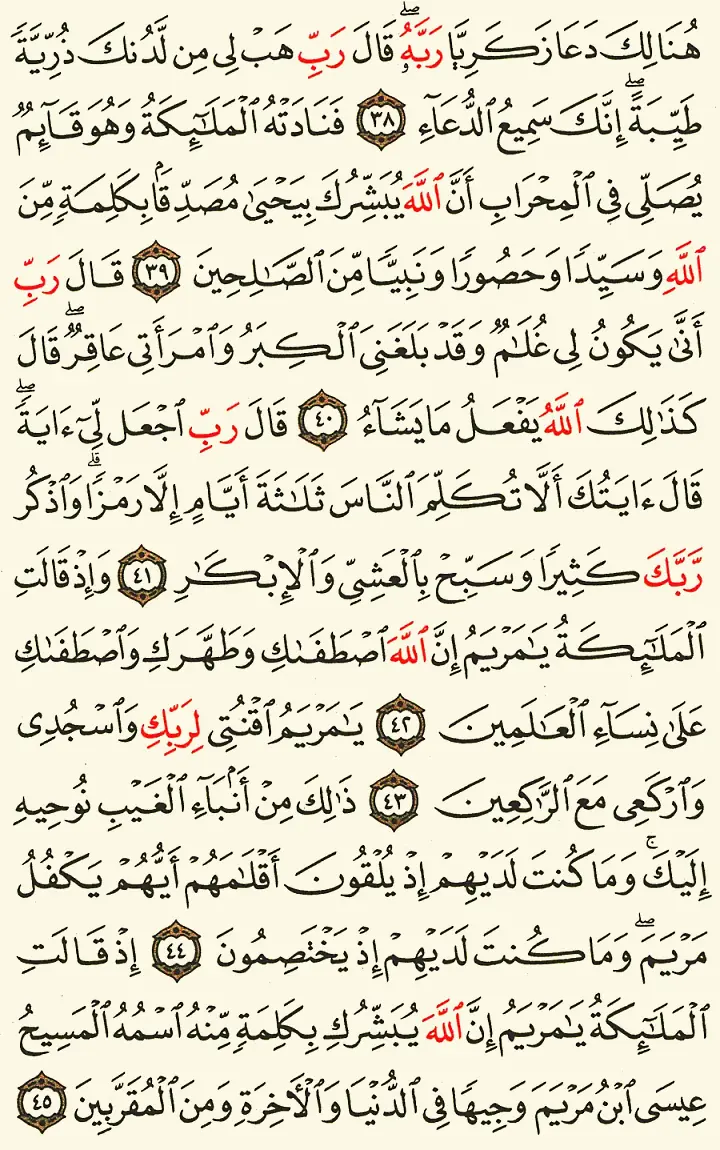 هُنَالِكَ دَعَا زَكَرِيَّا رَبَّهُۥۖ قَالَ رَبِّ هَبْ لِى مِن لَّدُنكَ ذُرِّيَّةً
طَيِّبَةًۖ إِنَّكَ سَمِيعُ ٱلدُّعَآءِ ٣٨ فَنَادَتْهُ ٱلْمَلَٰٓئِكَةُ وَهُوَ قَآئِمٌ
يُصَلِّى فِى ٱلْمِحْرَابِ أَنَّ ٱللَّهَ يُبَشِّرُكَ بِيَحْيَىٰ مُصَدِّقًۢا بِكَلِمَةٍ مِّنَ
ٱللَّهِ وَسَيِّدًا وَحَصُورًا وَنَبِيًّا مِّنَ ٱلصَّٰلِحِينَ ٣٩ قَالَ رَبِّ
أَنَّىٰ يَكُونُ لِى غُلَٰمٌ وَقَدْ بَلَغَنِىَ ٱلْكِبَرُ وَٱمْرَأَتِى عَاقِرٌۖ قَالَ
كَذَٰلِكَ ٱللَّهُ يَفْعَلُ مَا يَشَآءُ ٤٠ قَالَ رَبِّ ٱجْعَل لِّىٓ ءَايَةًۖ
قَالَ ءَايَتُكَ أَلَّا تُكَلِّمَ ٱلنَّاسَ ثَلَٰثَةَ أَيَّامٍ إِلَّا رَمْزًاۗ وَٱذْكُر
رَّبَّكَ كَثِيرًا وَسَبِّحْ بِٱلْعَشِىِّ وَٱلْإِبْكَٰرِ ٤١ وَإِذْ قَالَتِ
ٱلْمَلَٰٓئِكَةُ يَٰمَرْيَمُ إِنَّ ٱللَّهَ ٱصْطَفَىٰكِ وَطَهَّرَكِ وَٱصْطَفَىٰكِ
عَلَىٰ نِسَآءِ ٱلْعَٰلَمِينَ ٤٢ يَٰمَرْيَمُ ٱقْنُتِى لِرَبِّكِ وَٱسْجُدِى
وَٱرْكَعِى مَعَ ٱلرَّٰكِعِينَ ٤٣ ذَٰلِكَ مِنْ أَنۢبَآءِ ٱلْغَيْبِ نُوحِيهِ
إِلَيْكَۚ وَمَا كُنتَ لَدَيْهِمْ إِذْ يُلْقُونَ أَقْلَٰمَهُمْ أَيُّهُمْ يَكْفُلُ
مَرْيَمَۖ وَمَا كُنتَ لَدَيْهِمْ إِذْ يَخْتَصِمُونَ ٤٤ إِذْ قَالَتِ
ٱلْمَلَٰٓئِكَةُ يَٰمَرْيَمُ إِنَّ ٱللَّهَ يُبَشِّرُكِ بِكَلِمَةٍ مِّنْهُ ٱسْمُهُ ٱلْمَسِيحُ
عِيسَى ٱبْنُ مَرْيَمَ وَجِيهًا فِى ٱلدُّنْيَا وَٱلْءَاخِرَةِ وَمِنَ ٱلْمُقَرَّبِينَ ٤٥